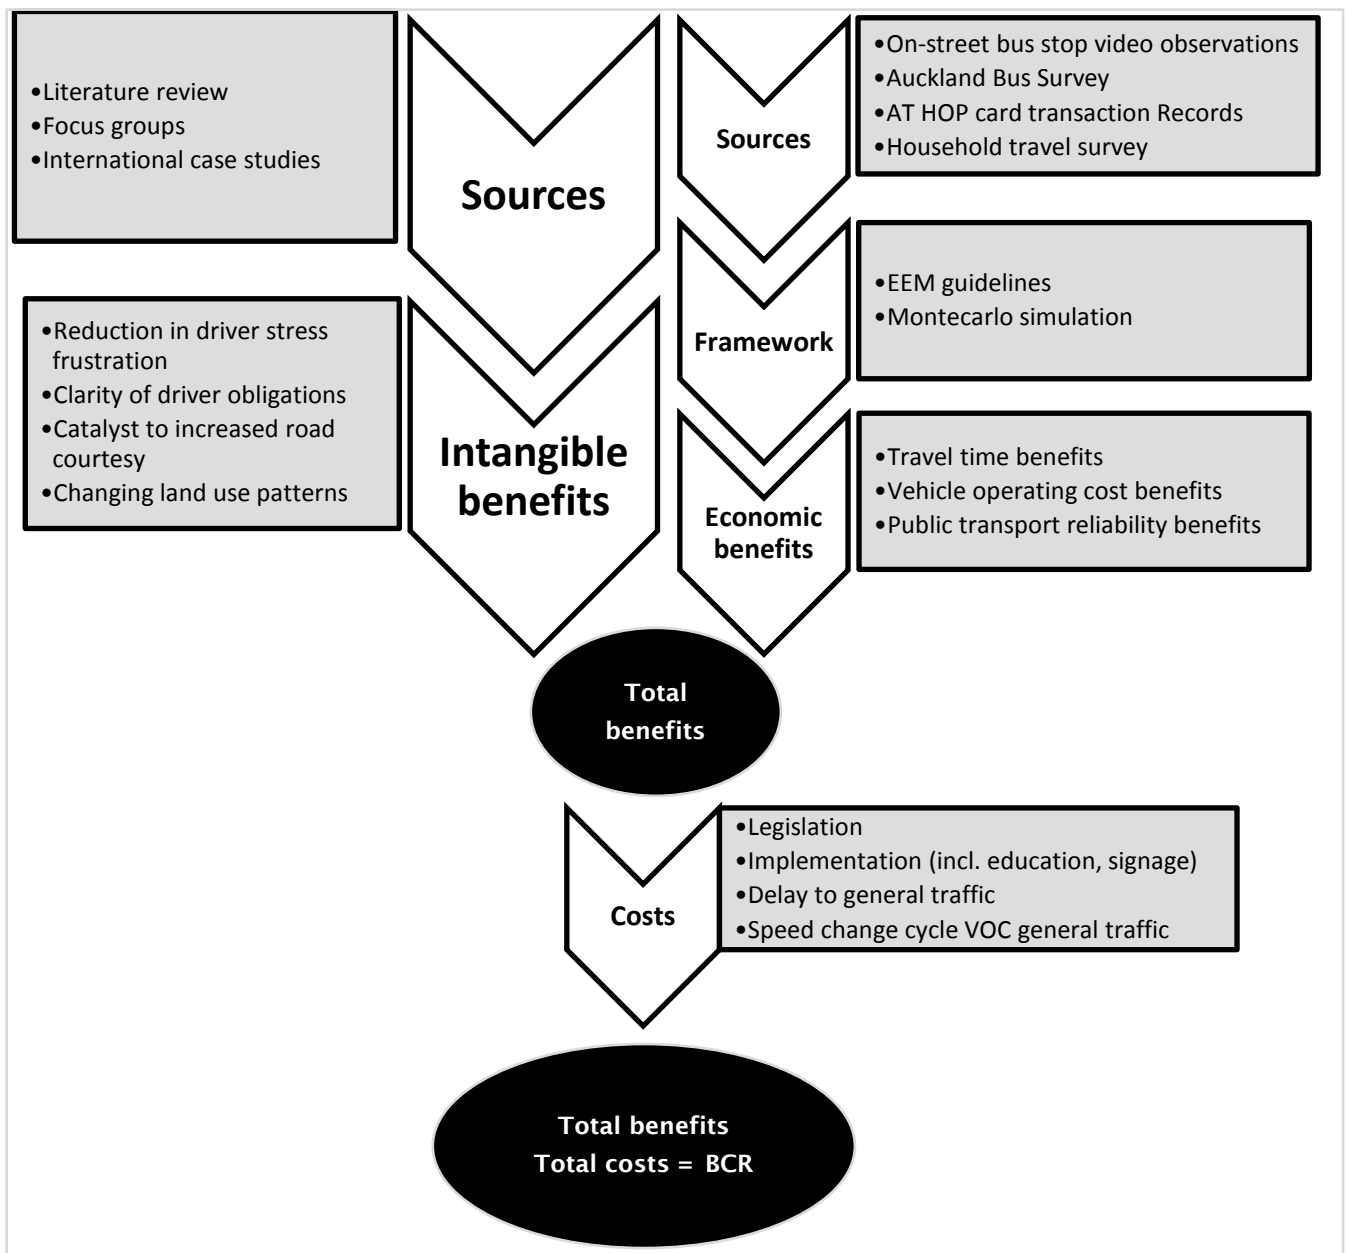 •Literature review
•Focus groups
•International case studies
Sources
•Reduction in driver stress
frustration
•Clarity of driver obligations
•Catalyst to increased road
courtesy
•Changing land use patterns
Intangible
benefits
Sources
•On-street bus stop video observations
•Auckland Bus Survey
•AT HOP card transaction Records
•Household travel survey
Framework
•EEM guidelines
•Montecarlo simulation
Economic
benefits
•Travel time benefits
•Vehicle operating cost benefits
•Public transport reliability benefits
Total
benefits
Costs
•Legislation
•Implementation (incl. education, signage)
•Delay to general traffic
•Speed change cycle VOC general traffic
Total benefits
Total costs = BCR